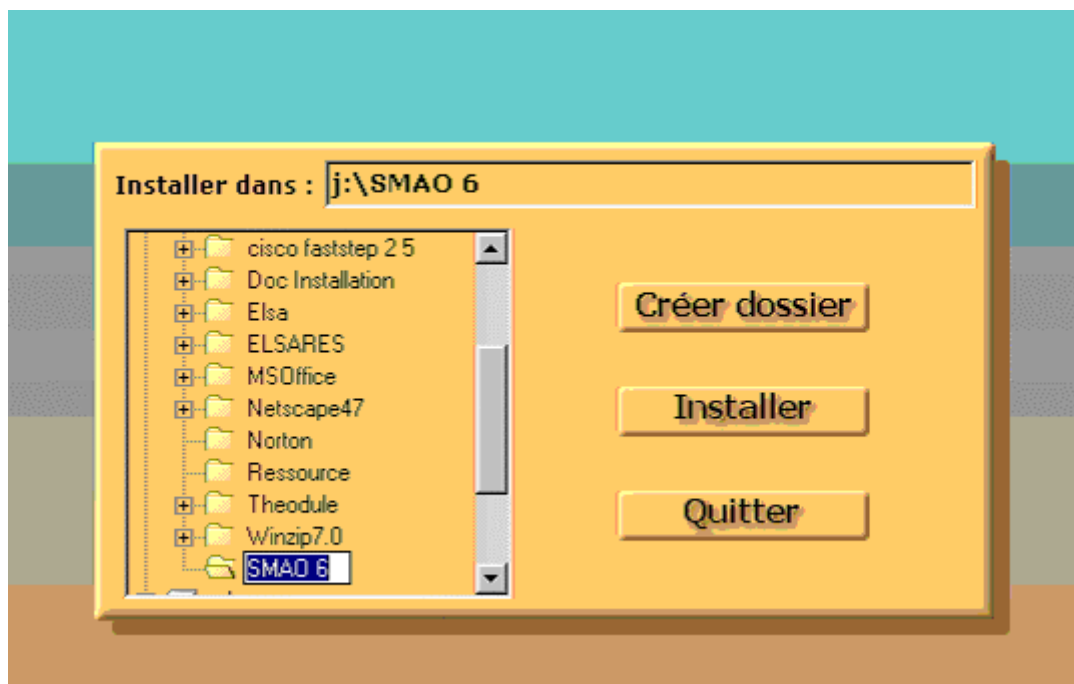 Installer dans : j:\SMAO 6
cisco faststep 2 5
Doc Installation
Elsa
ELSARES
MSOffice
Netscape47
Norton
Ressource
Theodule
Winzip7.0
SMAO 6
Créer dossier
Installer
Quitter